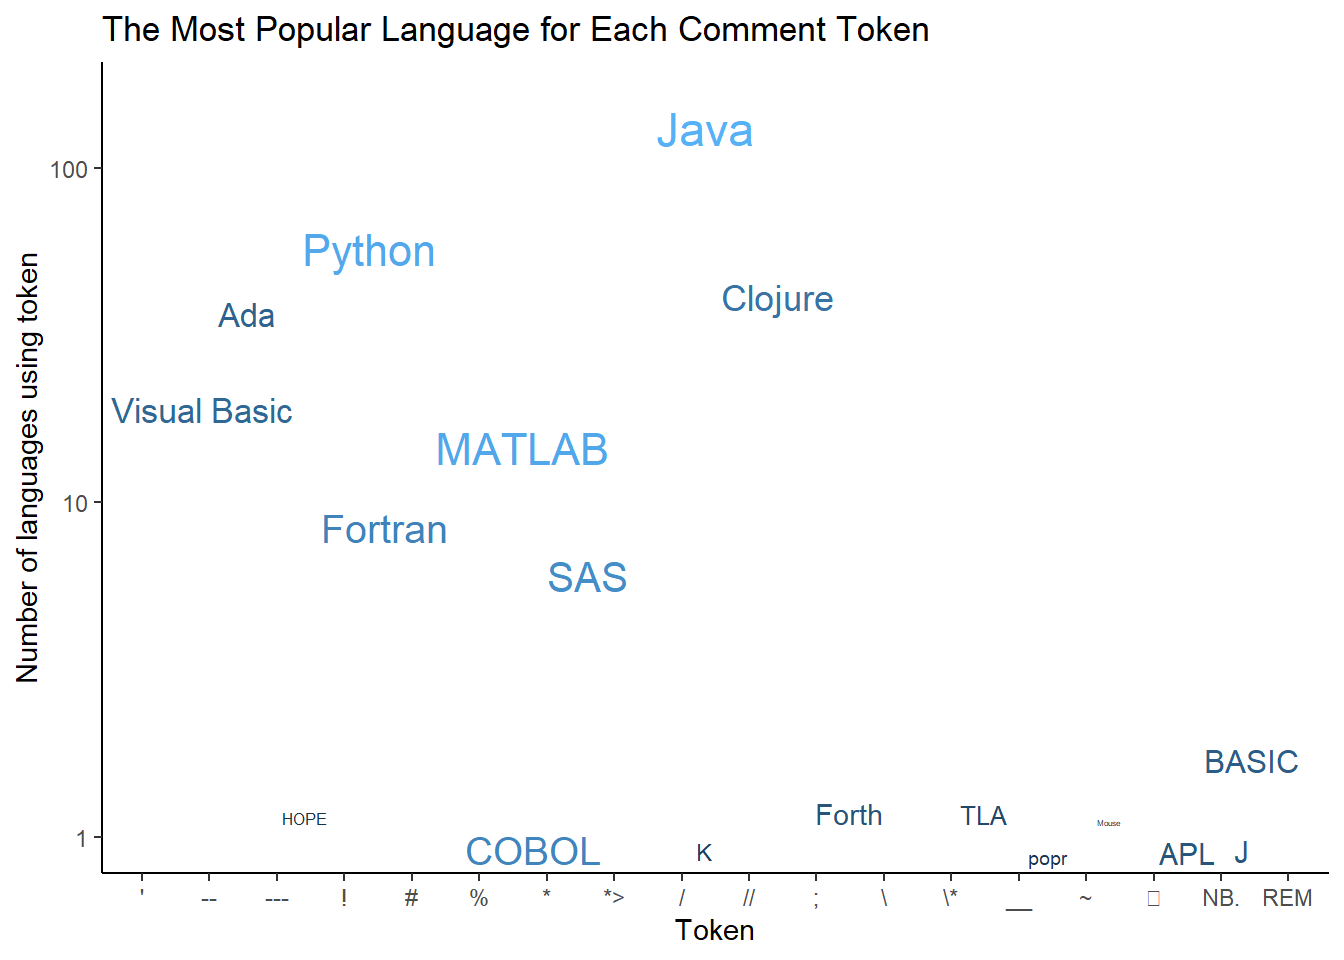 The Most Popular Language for Each Comment Token
Number of languages using token
100
10
1
Java
Python
Clojure
Ada
Visual Basic
MATLAB
Fortran
SAS
BASIC
HOPE
Forth
TLA
Mouse
COBOL
K
popr
APL
J
' -- --- ! # % * *> / // ; \ \* __ ~ NB. REM
Token